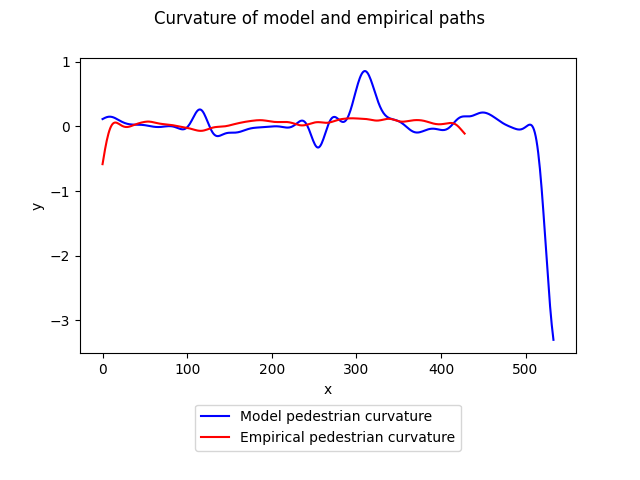 Curvature of model and empirical paths
1
0
−1
−2
−3
y
0 100 200 300 400 500
x
Model pedestrian curvature
Empirical pedestrian curvature